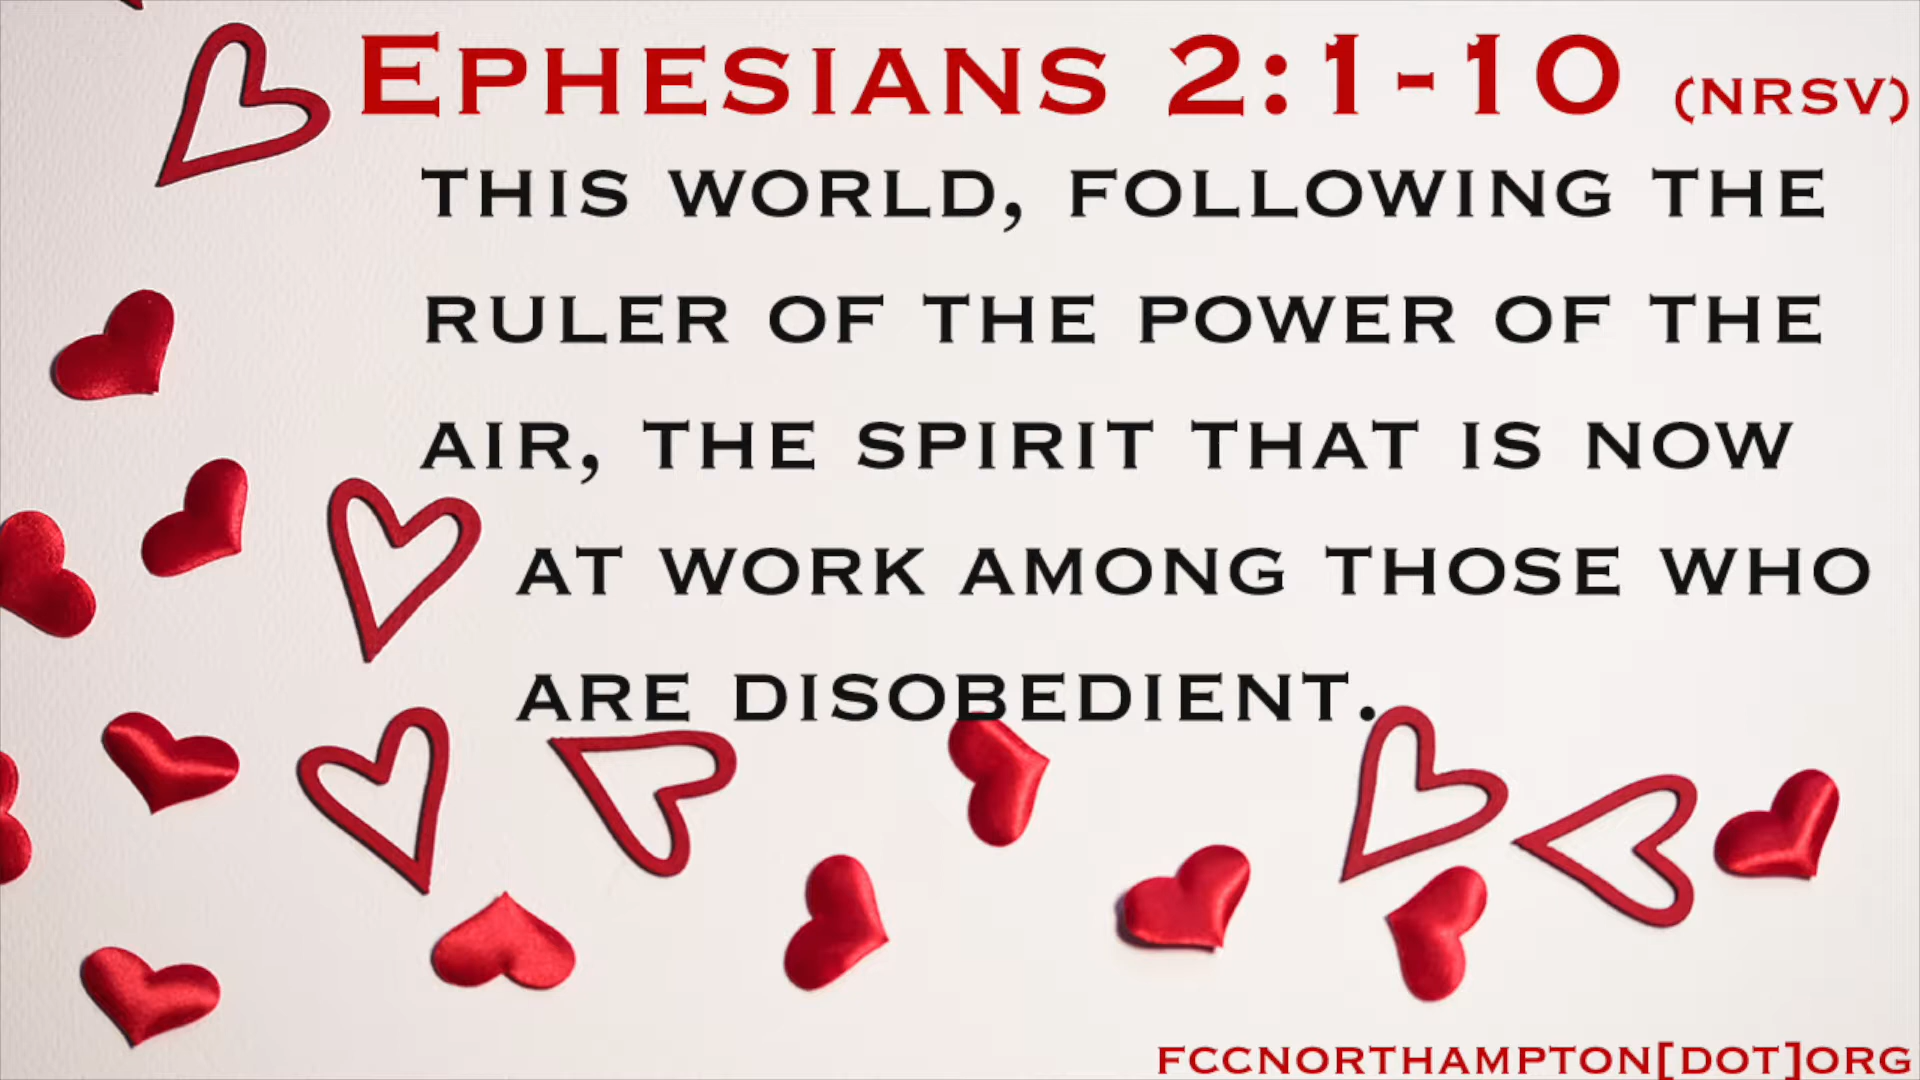 EPHESIANS 2:1-10 (NRSV)
THIS WORLD, FOLLOWING THE
RULER OF THE POWER OF THE
AIR, THE SPIRIT THAT IS NOW
AT WORK AMONG THOSE WHO
ARE DISOBEDIENT.
FCCNORTHAMPTON[DOT]ORG